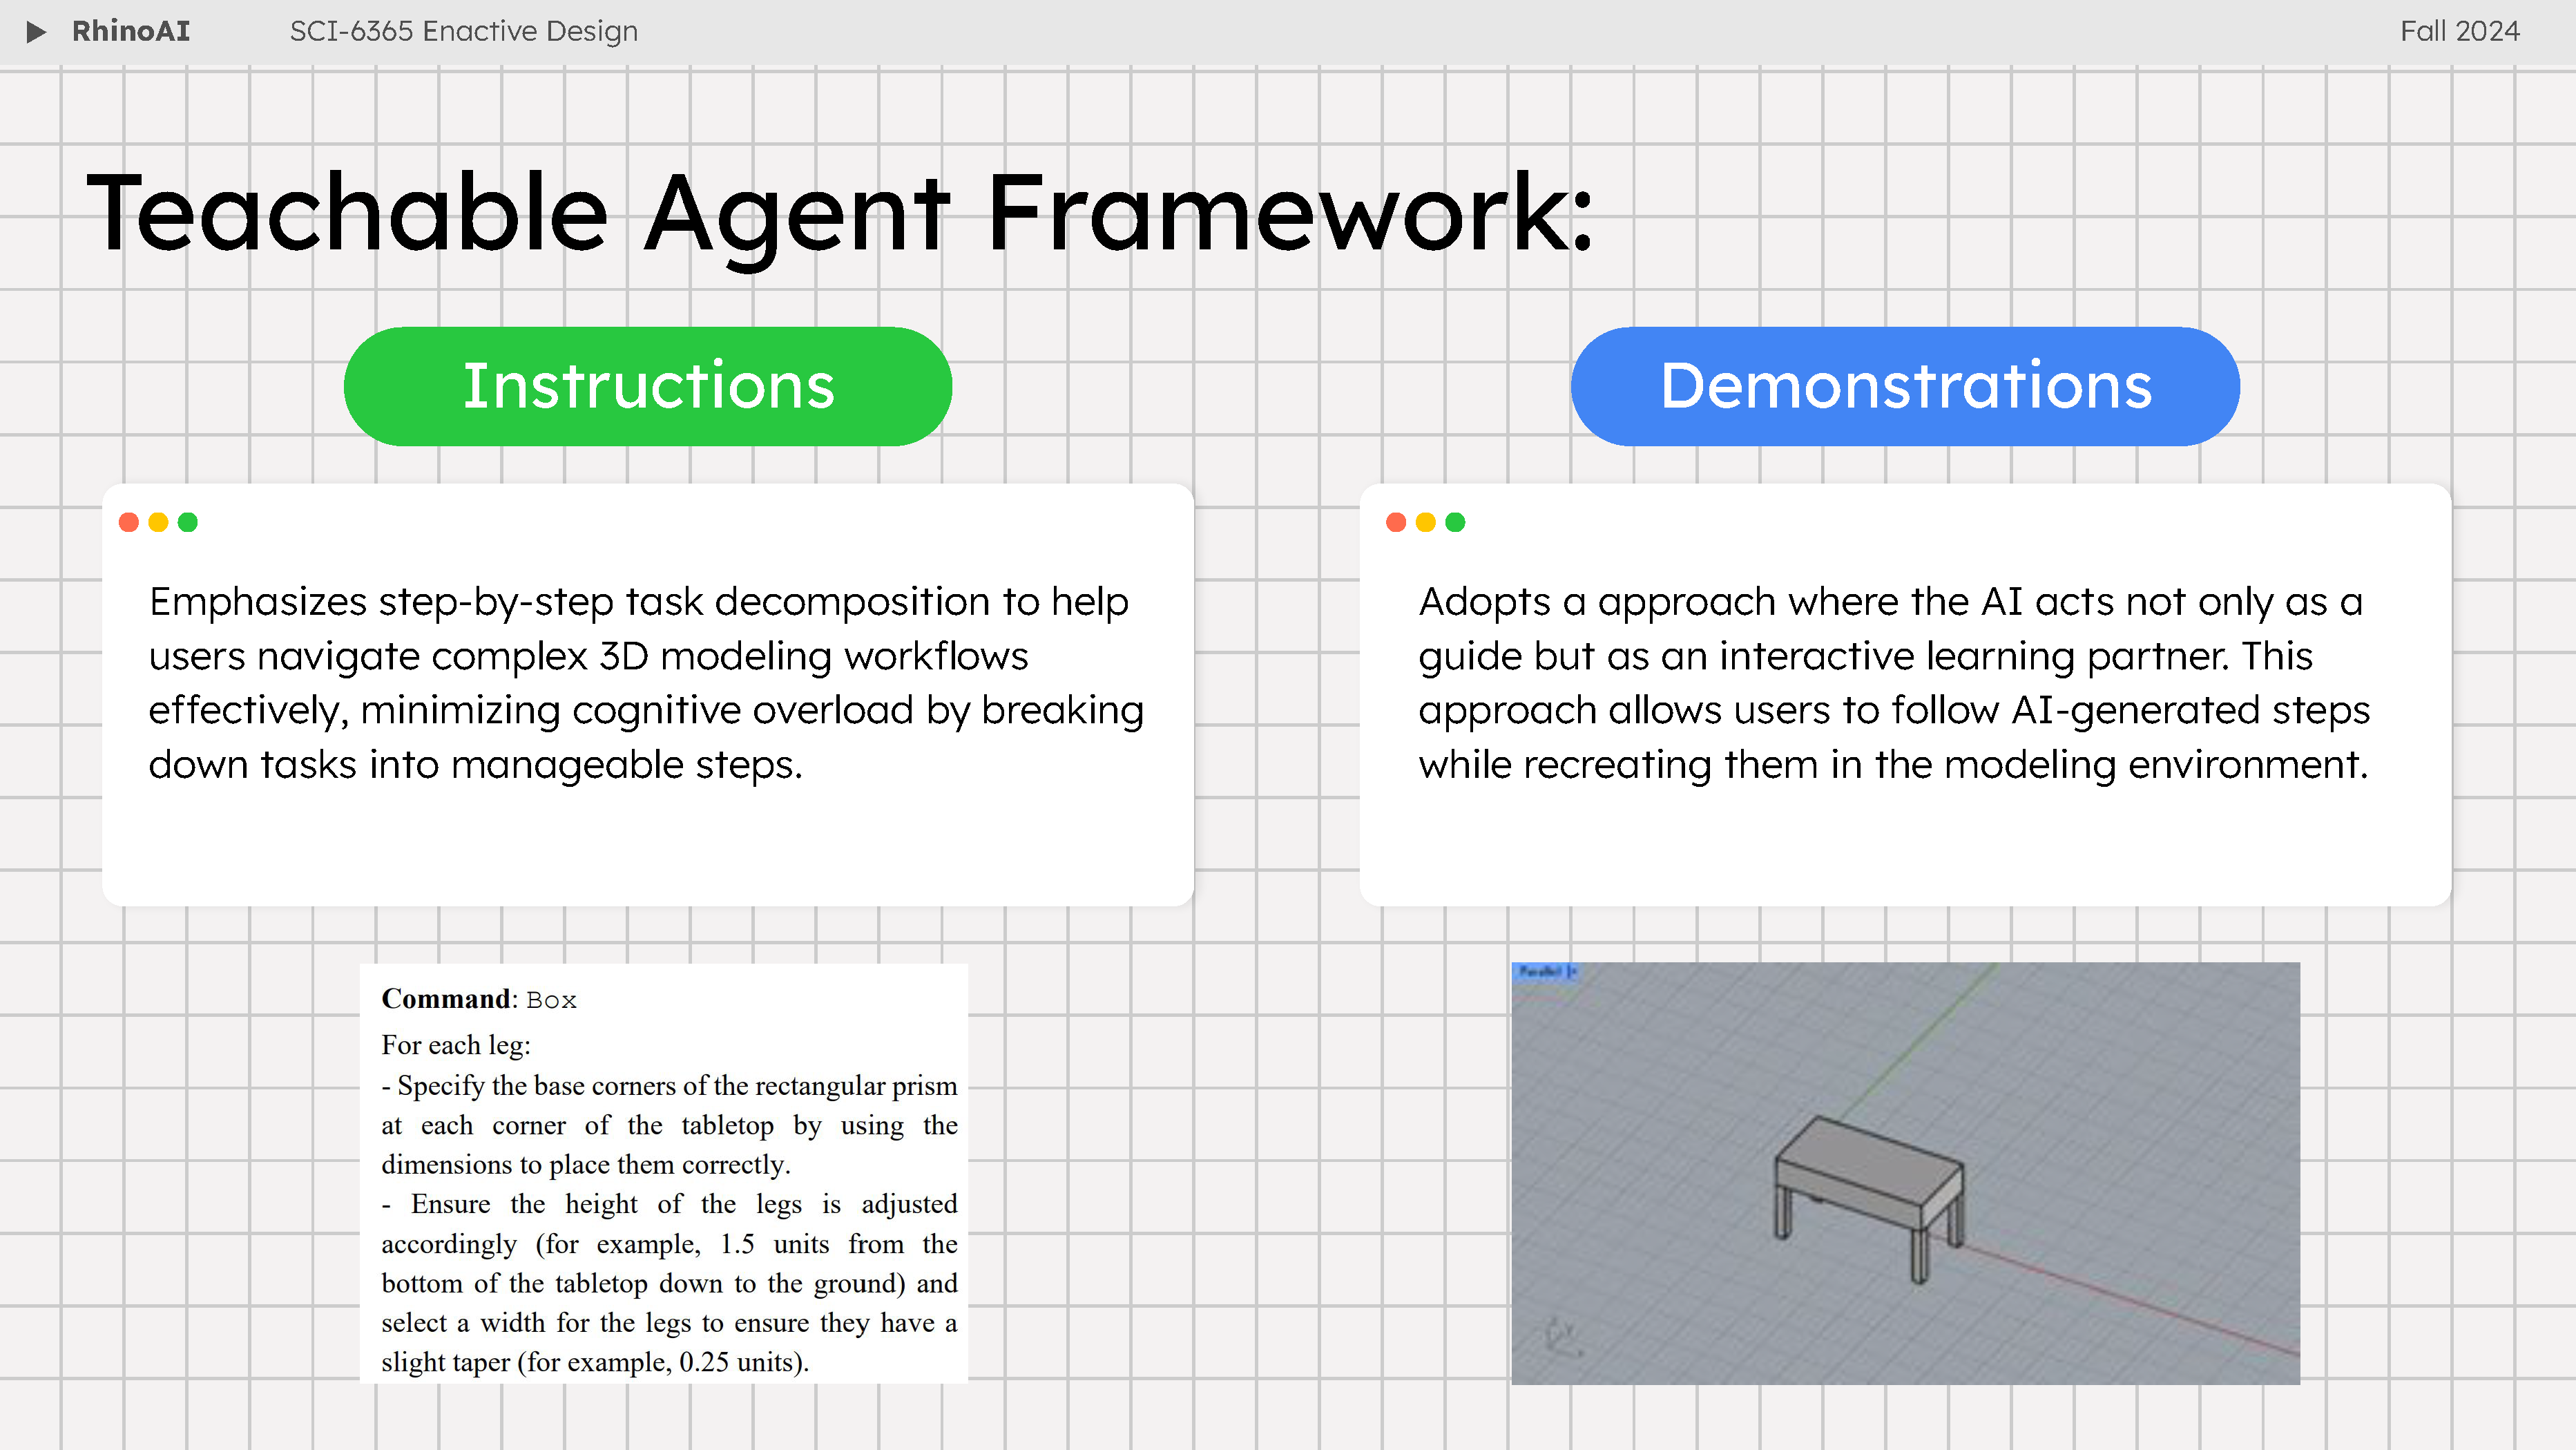 RhinoAI SCI-6365 Enactive Design Fall 2024
Teachable Agent Framework:
Instructions
Emphasizes step-by-step task decomposition to help
users navigate complex 3D modeling workflows
effectively, minimizing cognitive overload by breaking
down tasks into manageable steps.
Command: Box
For each leg:
- Specify the base corners of the rectangular prism
at each corner of the tabletop by using the
dimensions to place them correctly.
- Ensure the height of the legs is adjusted
accordingly (for example, 1.5 units from the
bottom of the tabletop down to the ground) and
select a width for the legs to ensure they have a
slight taper (for example, 0.25 units).
Demonstrations
Adopts a approach where the AI acts not only as a
guide but as an interactive learning partner. This
approach allows users to follow AI-generated steps
while recreating them in the modeling environment.